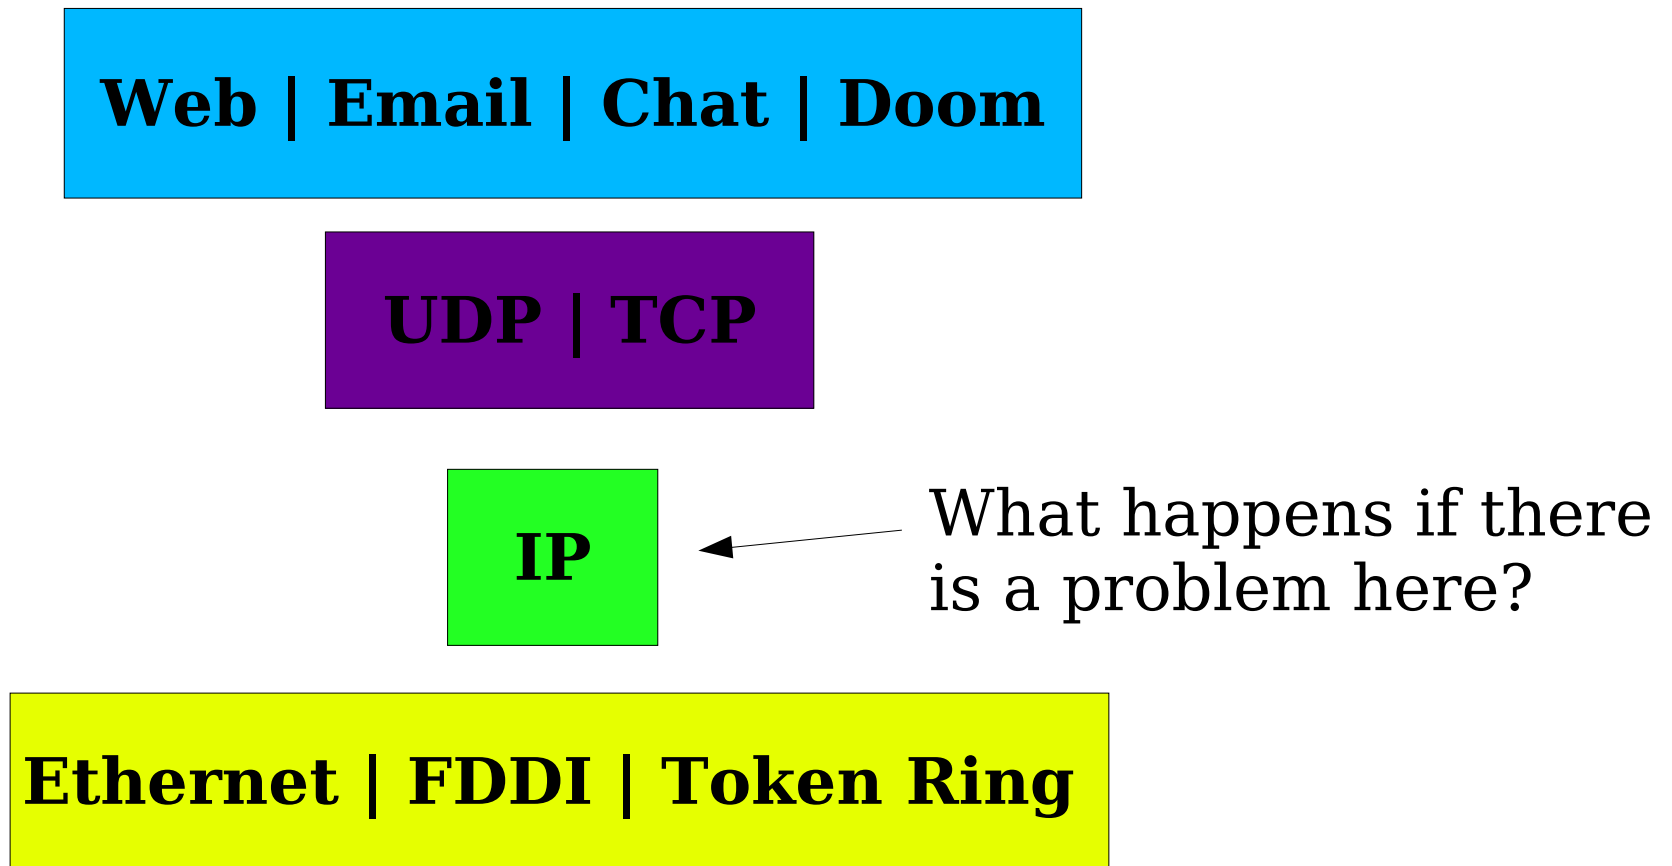 Web | Email | Chat | Doom
UDP | TCP
IP
What happens if there
is a problem here?
Ethernet | FDDI | Token Ring